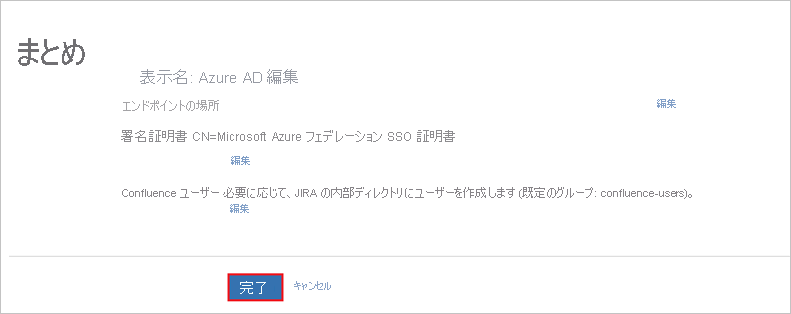 まとめ
表示名: Azure AD 編集
エンドポイントの場所 編集
署名証明書 CN=Microsoft Azure フェデレーション SSO 証明書
編集
Confluence ユーザー 必要に応じて、JIRA の内部ディレクトリにユーザーを作成します (既定のグループ: confluence-users)。
編集
完了 キャンセル